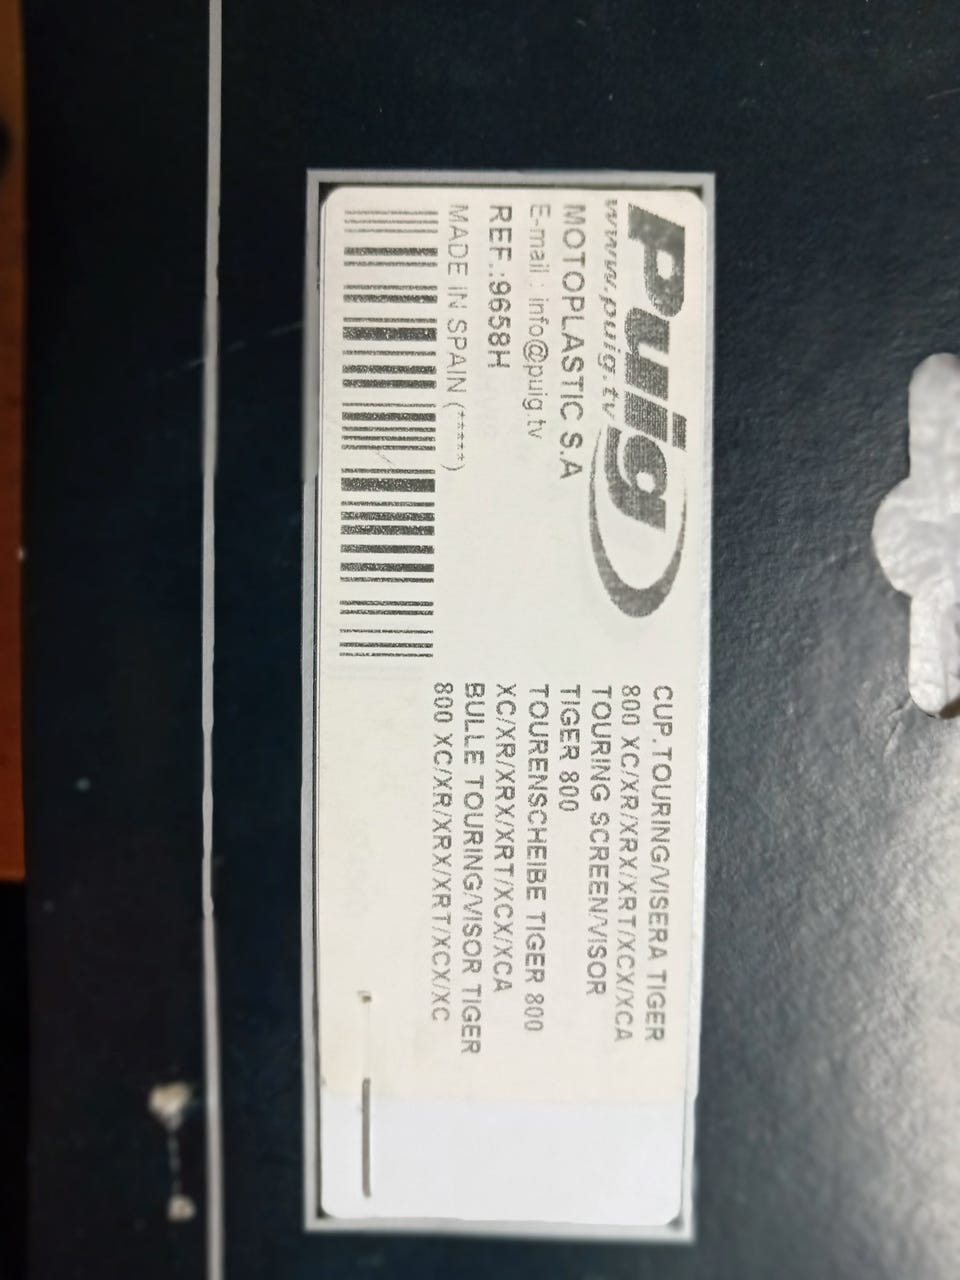 Puig
www.puig.tv
MOTOPLASTIC S.A
E-mail : info@puig.tv
REF.:9658H
MADE IN SPAIN (*****)
CUP.TOURING/VISERA TIGER
800 XC/XR/XRX/XRT/XCX/XCA
TOURING SCREEN/VISOR
TIGER 800
TOURENSCHEIBE TIGER 800
XC/XR/XRX/XRT/XCX/XCA
BULLE TOURING/VISOR TIGER
800 XC/XR/XRX/XRT/XCX/XC